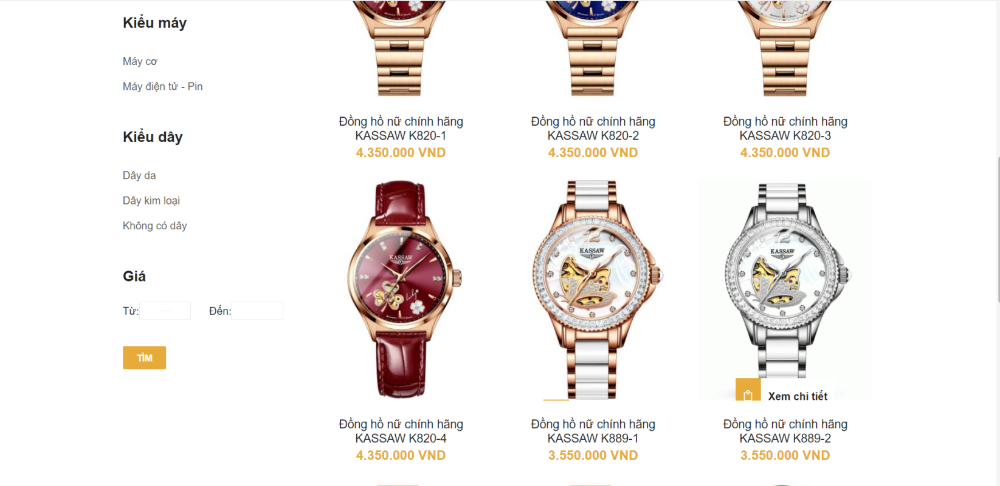 Kiểu máy
Máy cơ
Máy điện tử - Pin
Kiểu dây
Dây da
Dây kim loại
Không có dây
Giá
Từ:
Đến:
TÌM
Đồng hồ nữ chính hãng
KASSAW K820-1
4.350.000 VND
Đồng hồ nữ chính hãng
KASSAW K820-2
4.350.000 VND
Đồng hồ nữ chính hãng
KASSAW K820-3
4.350.000 VND
KASSAW
Đồng hồ nữ chính hãng
KASSAW K820-4
4.350.000 VND
12
KASSAW
Đồng hồ nữ chính hãng
KASSAW K889-1
3.550.000 VND
12
KASSAW
Xem chi tiết
Đồng hồ nữ chính hãng
KASSAW K889-2
3.550.000 VND